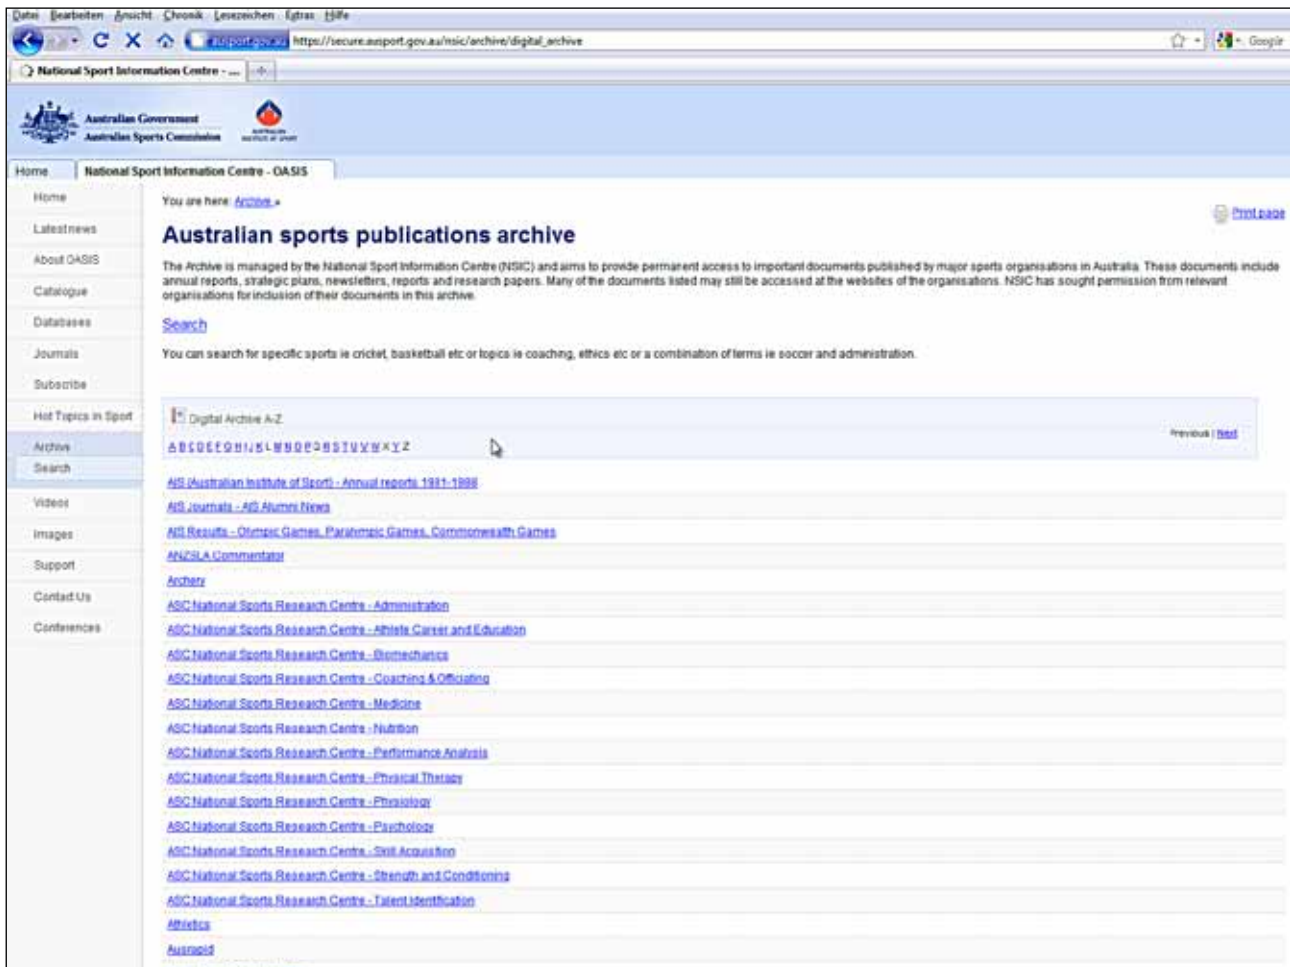 Datei Bearbeiten Ansicht Chronik Lesezeichen Extras Hilfe
ausport.gov.au https://secure.ausport.gov.au/nsic/archive/digital_archive
Google
National Sport Information Centre - ...
Australian Government
Australian Sports Commission
AUSTRALIAN
INSTITUTE OF SPORT
Home
National Sport Information Centre - OASIS
Home
Latest news
About OASIS
Catalogue
Databases
Journals
Subscribe
Hot Topics in Sport
Archive
Search
Videos
Images
Support
Contact Us
Conferences
You are here: Archive »
Print page
Australian sports publications archive
The Archive is managed by the National Sport Information Centre (NSIC) and aims to provide permanent access to important documents published by major sports organisations in Australia. These documents include
annual reports, strategic plans, newsletters, reports and research papers. Many of the documents listed may still be accessed at the websites of the organisations. NSIC has sought permission from relevant
organisations for inclusion of their documents in this archive.
Search
You can search for specific sports ie cricket, basketball etc or topics ie coaching, ethics etc or a combination of terms ie soccer and administration.
Digital Archive A-Z
A B C D E F G H I J K L M N O P Q R S T U V W X Y Z
Previous | Next
AIS (Australian Institute of Sport) - Annual reports 1981-1988
AIS Journals - AIS Alumni News
AIS Results - Olympic Games, Paralympic Games, Commonwealth Games
ANZSLA Commentator
Archery
ASC National Sports Research Centre - Administration
ASC National Sports Research Centre - Athlete Career and Education
ASC National Sports Research Centre - Biomechanics
ASC National Sports Research Centre - Coaching & Officiating
ASC National Sports Research Centre - Medicine
ASC National Sports Research Centre - Nutrition
ASC National Sports Research Centre - Performance Analysis
ASC National Sports Research Centre - Physical Therapy
ASC National Sports Research Centre - Physiology
ASC National Sports Research Centre - Psychology
ASC National Sports Research Centre - Skill Acquisition
ASC National Sports Research Centre - Strength and Conditioning
ASC National Sports Research Centre - Talent Identification
Athletics
Ausrapid